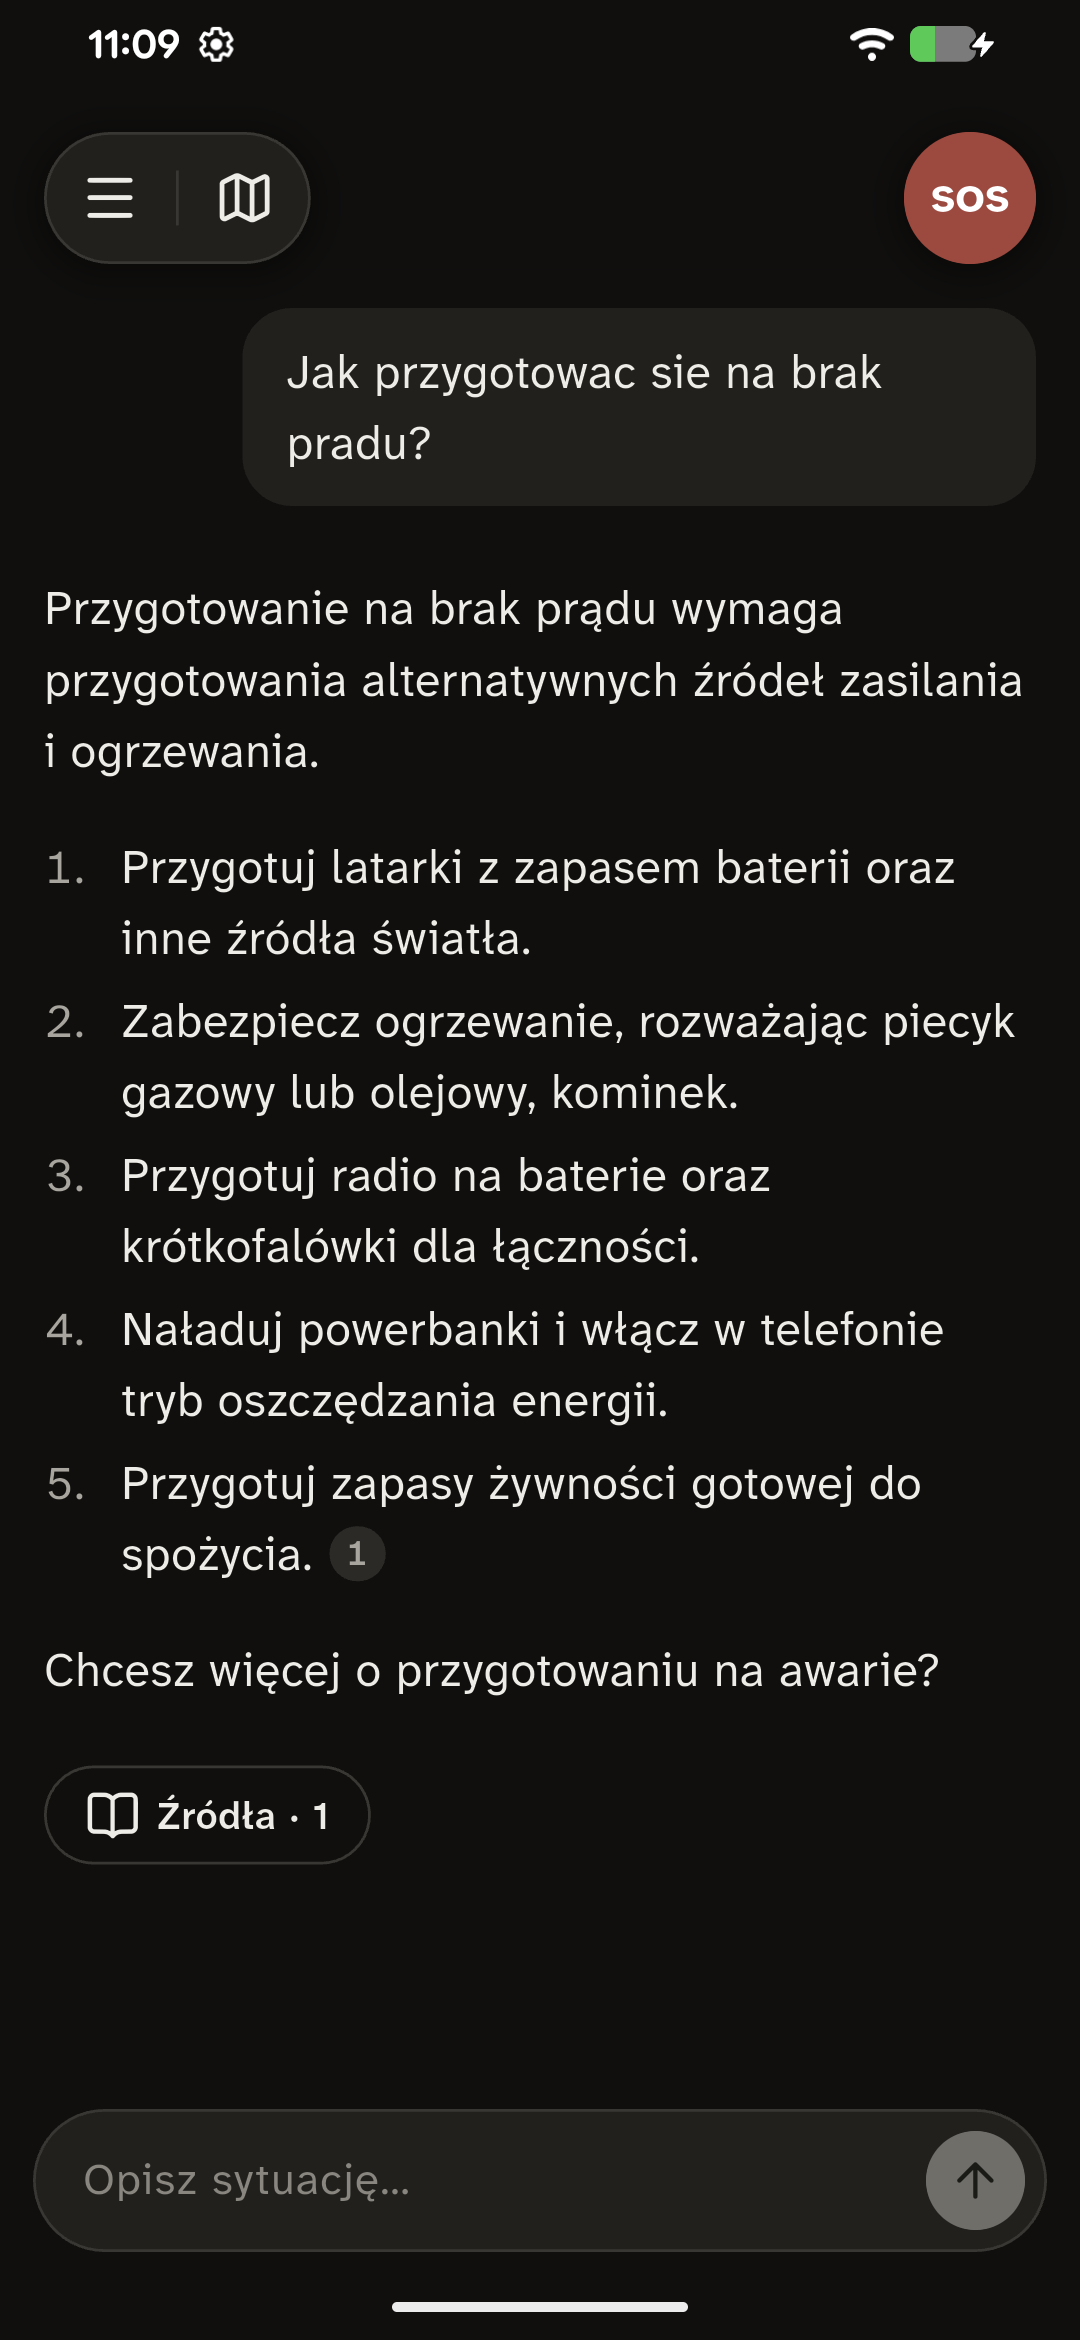 11:09
SOS
Jak przygotowac sie na brak
pradu?
Przygotowanie na brak prądu wymaga
przygotowania alternatywnych źródeł zasilania
i ogrzewania.
1. Przygotuj latarki z zapasem baterii oraz
inne źródła światła.
2. Zabezpiecz ogrzewanie, rozważając piecyk
gazowy lub olejowy, kominek.
3. Przygotuj radio na baterie oraz
krótkofalówki dla łączności.
4. Naładuj powerbanki i włącz w telefonie
tryb oszczędzania energii.
5. Przygotuj zapasy żywności gotowej do
spożycia. 1
Chcesz więcej o przygotowaniu na awarie?
Źródła · 1
Opisz sytuację...